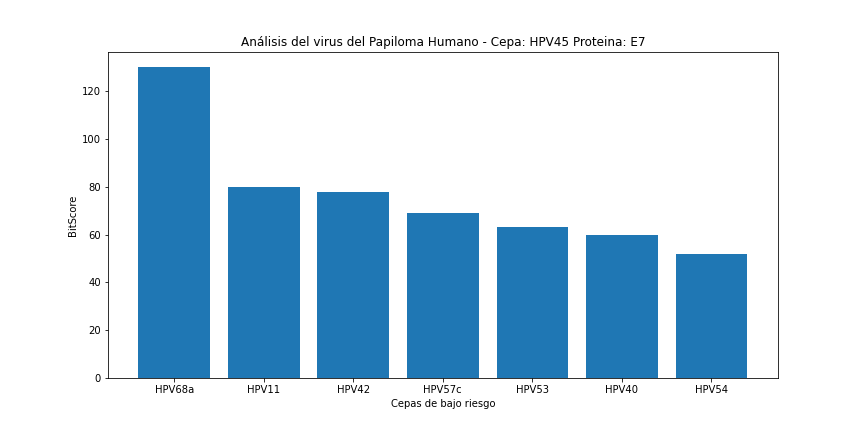 Análisis del virus del Papiloma Humano - Cepa: HPV45 Proteina: E7
BitScore
120
100
80
60
40
20
0
HPV68a HPV11 HPV42 HPV57c HPV53 HPV40 HPV54
Cepas de bajo riesgo